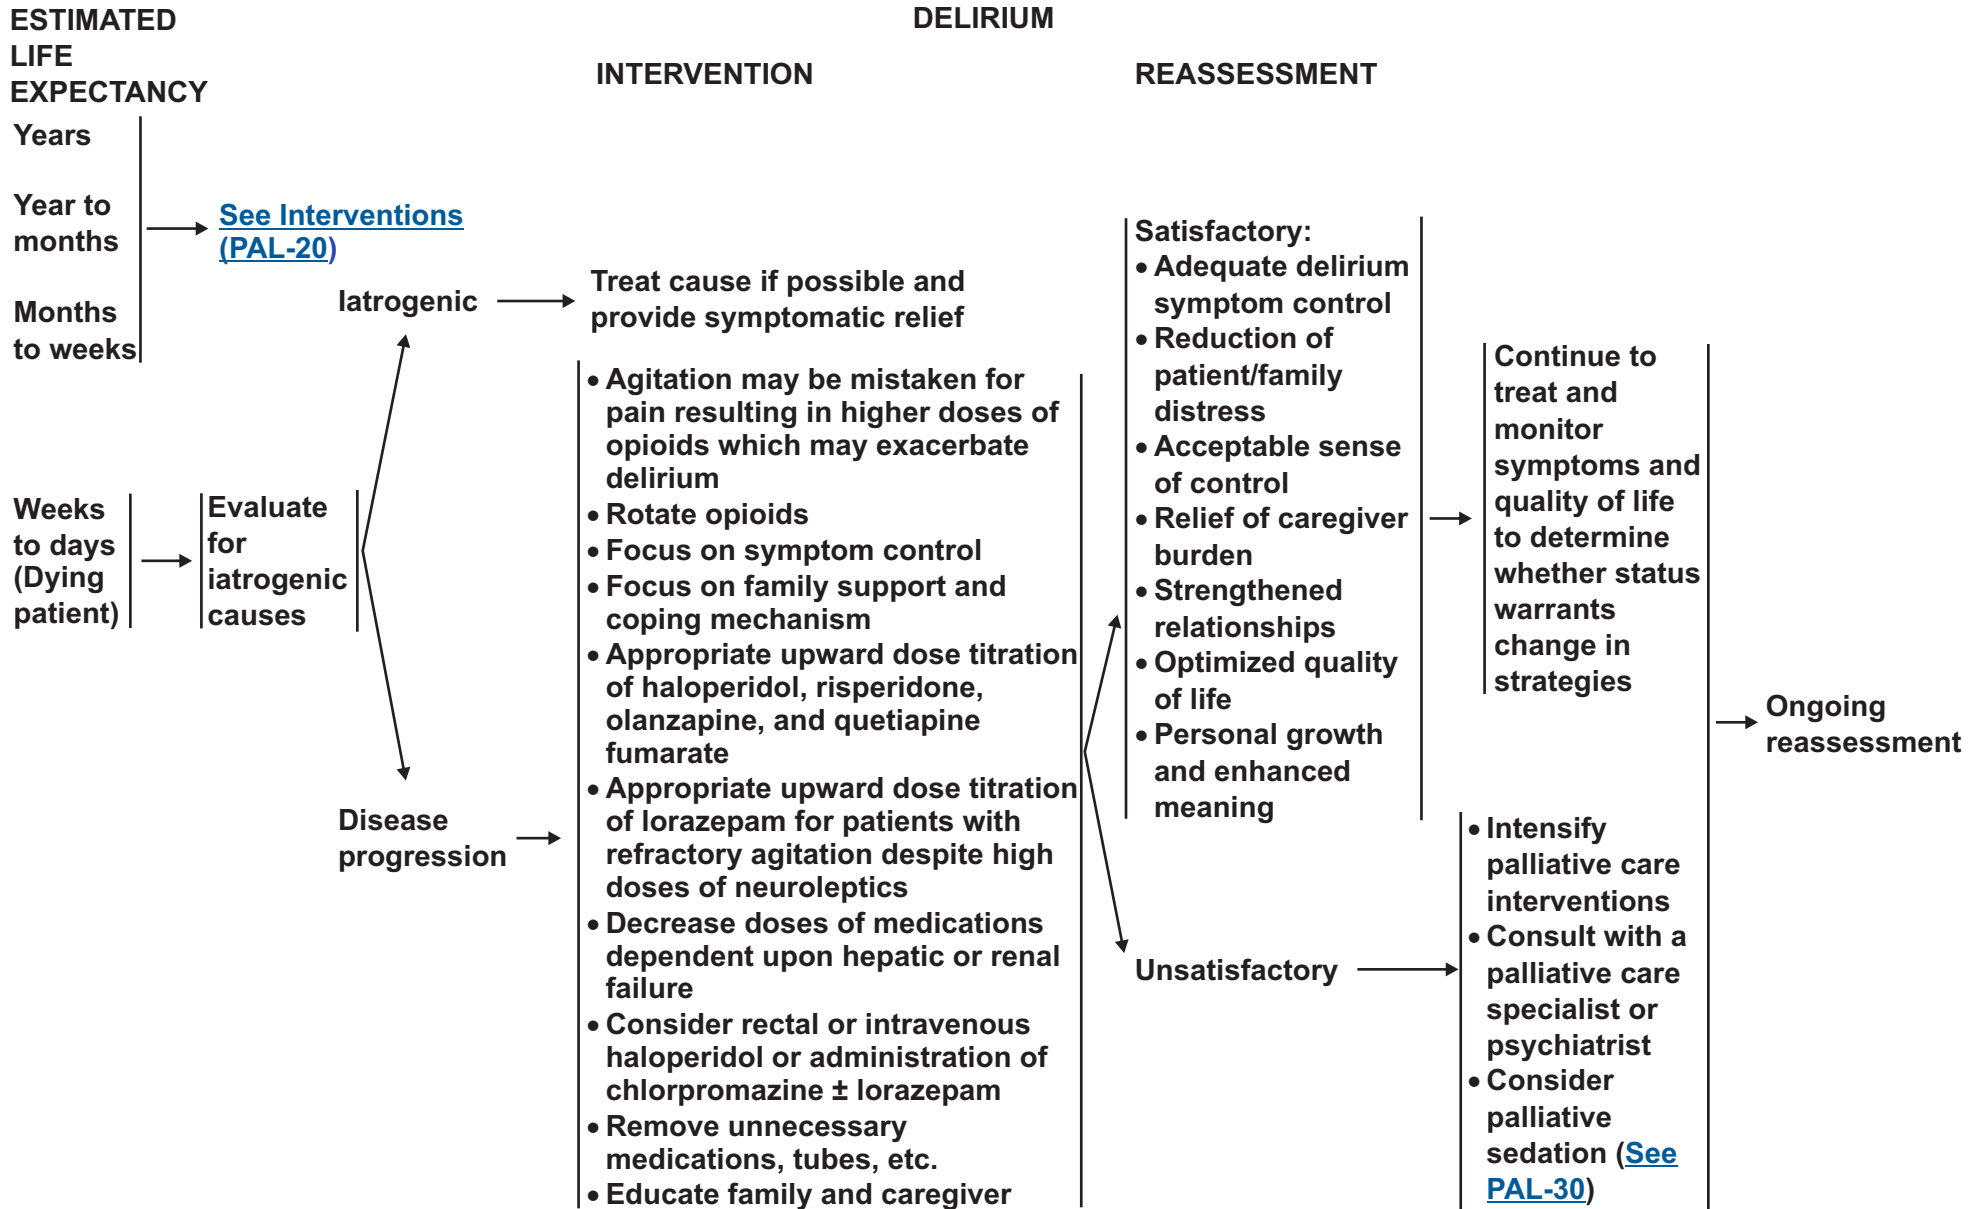 ESTIMATED
LIFE
EXPECTANCY
DELIRIUM
INTERVENTION
REASSESSMENT
Years
Year to
months
Months
to weeks
See Interventions
(PAL-20)
Weeks
to days
(Dying
patient)
Evaluate
for
iatrogenic
causes
Iatrogenic
Treat cause if possible and
provide symptomatic relief
Disease
progression
• Agitation may be mistaken for
pain resulting in higher doses of
opioids which may exacerbate
delirium
• Rotate opioids
• Focus on symptom control
• Focus on family support and
coping mechanism
• Appropriate upward dose titration
of haloperidol, risperidone,
olanzapine, and quetiapine
fumarate
• Appropriate upward dose titration
of lorazepam for patients with
refractory agitation despite high
doses of neuroleptics
• Decrease doses of medications
dependent upon hepatic or renal
failure
• Consider rectal or intravenous
haloperidol or administration of
chlorpromazine ± lorazepam
• Remove unnecessary
medications, tubes, etc.
• Educate family and caregiver
Satisfactory:
• Adequate delirium
symptom control
• Reduction of
patient/family
distress
• Acceptable sense
of control
• Relief of caregiver
burden
• Strengthened
relationships
• Optimized quality
of life
• Personal growth
and enhanced
meaning
Unsatisfactory
Continue to
treat and
monitor
symptoms and
quality of life
to determine
whether status
warrants
change in
strategies
• Intensify
palliative care
interventions
• Consult with a
palliative care
specialist or
psychiatrist
• Consider
palliative
sedation (See
PAL-30)
Ongoing
reassessment